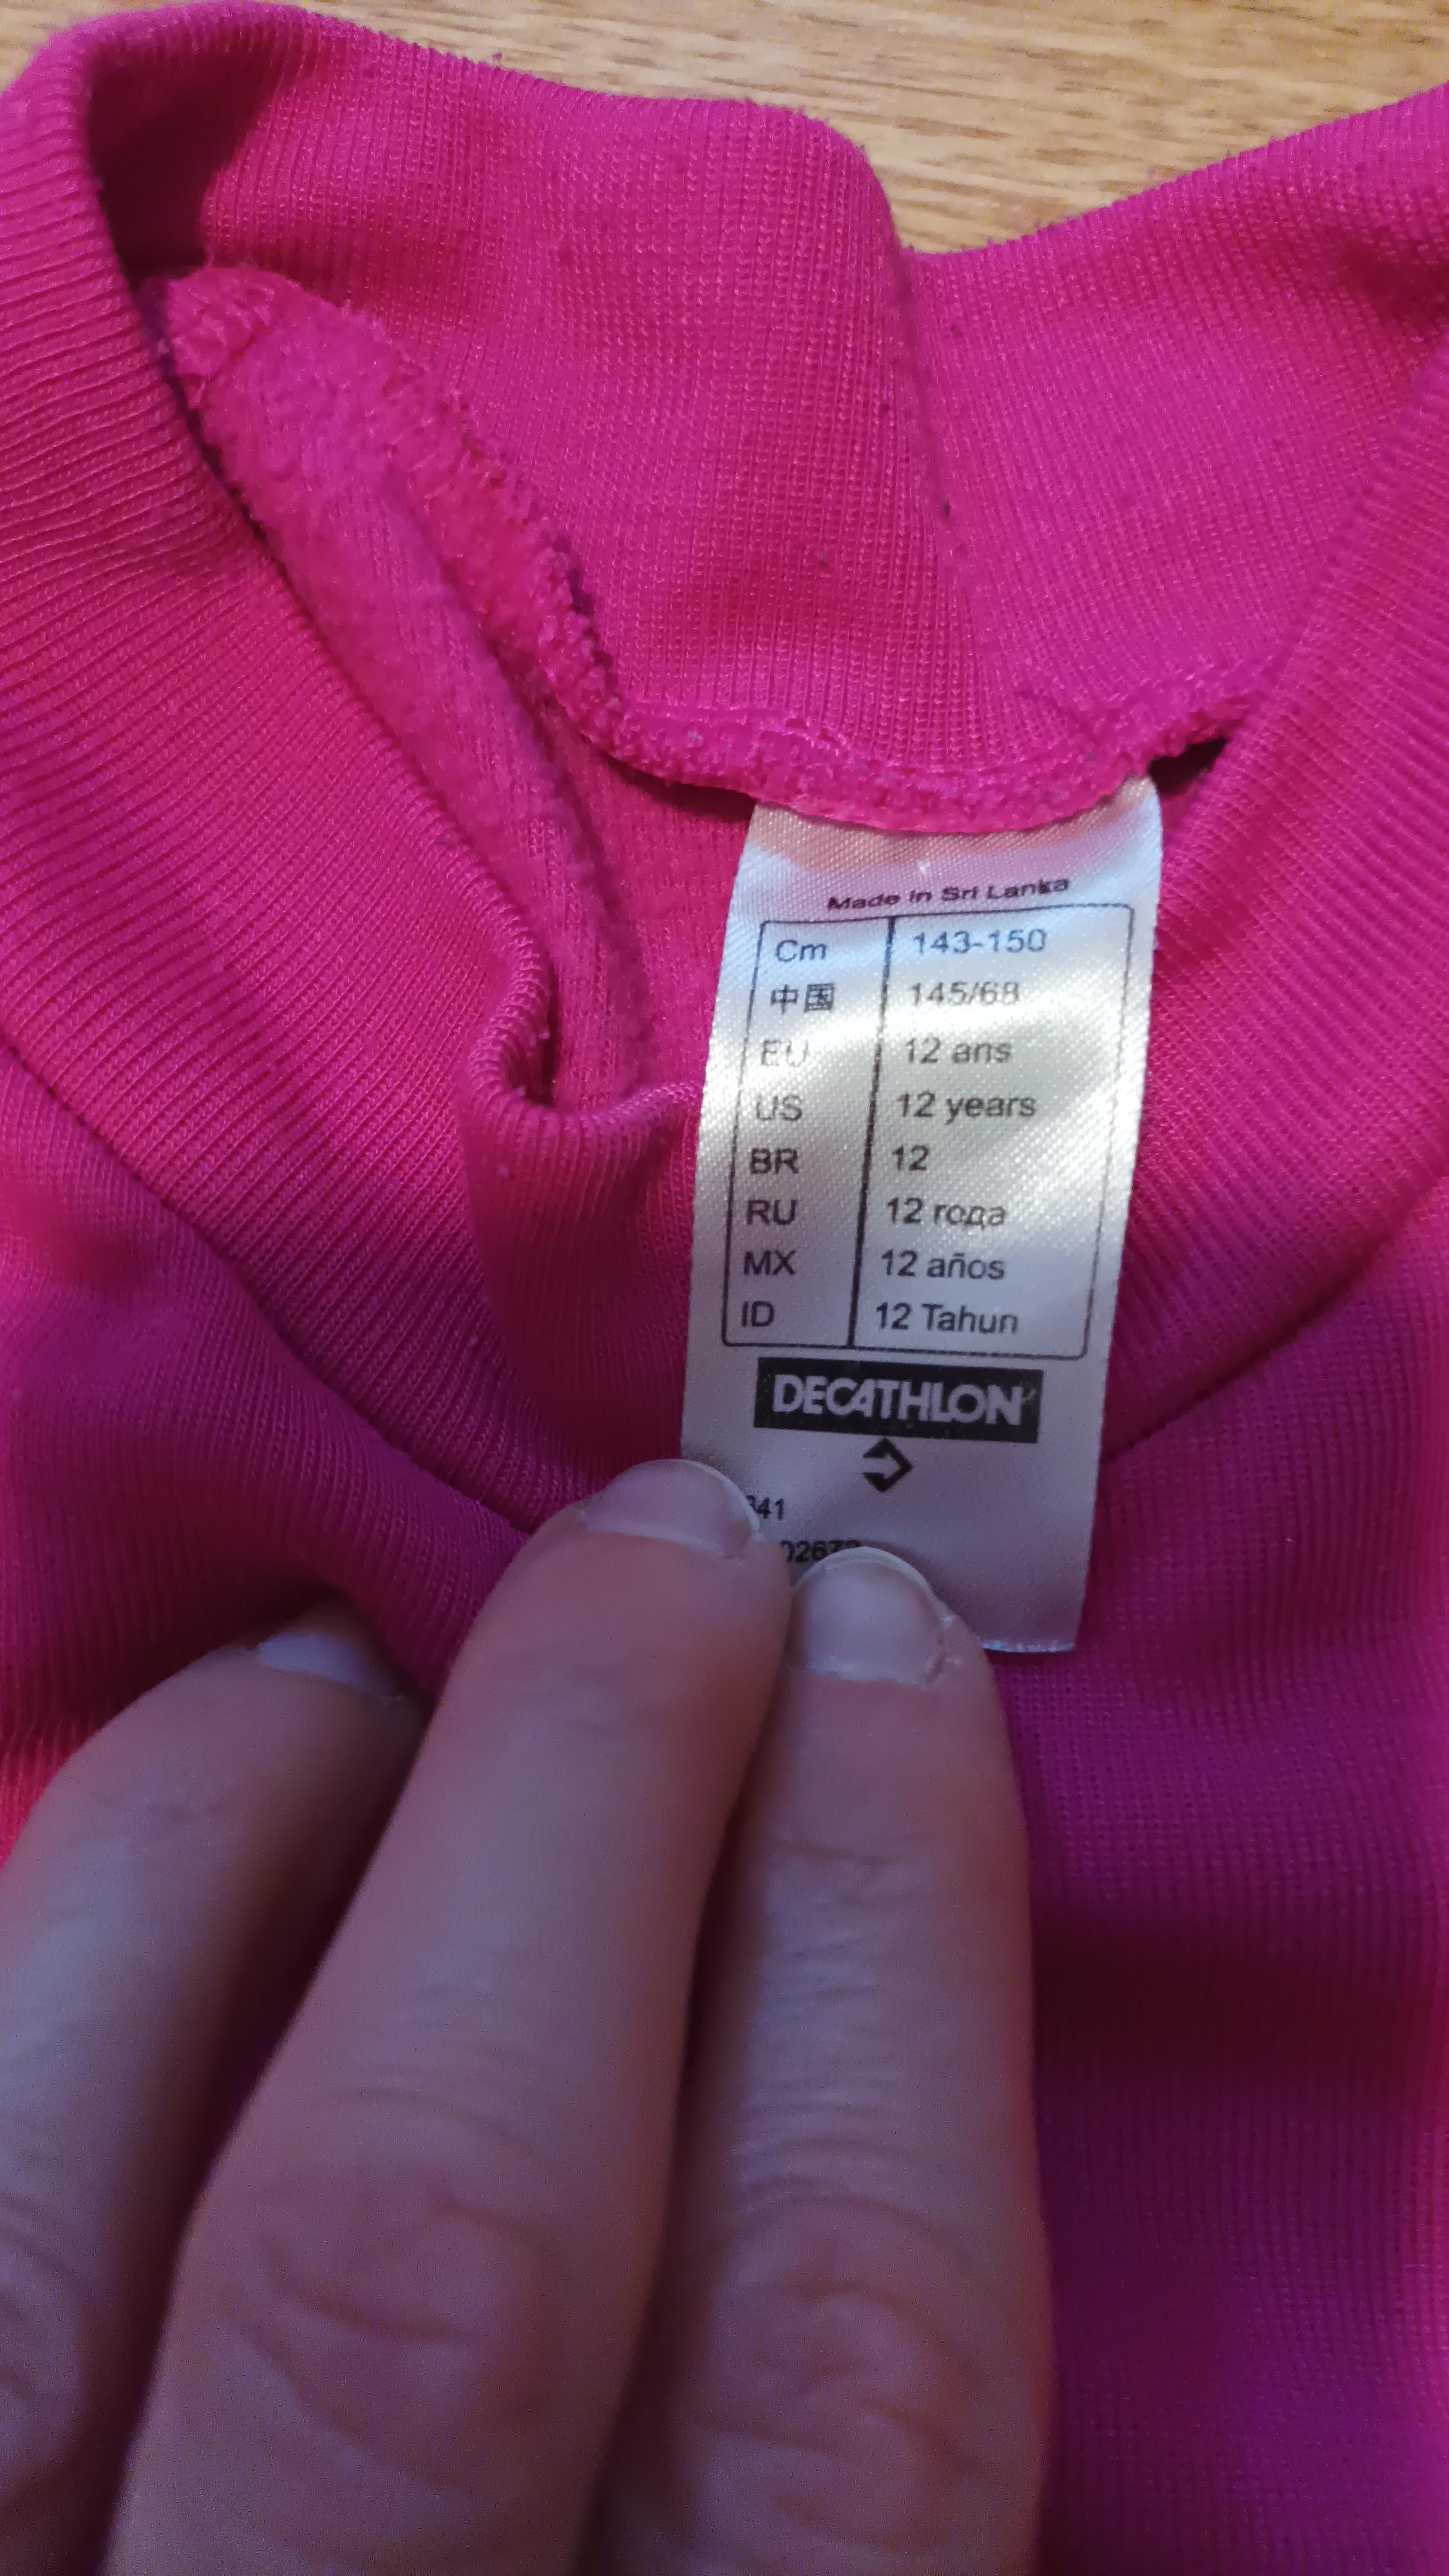 Made in Sri Lanka
Cm 143-150
中国 145/68
EU 12 ans
US 12 years
BR 12
RU 12 года
MX 12 años
ID 12 Tahun
DECATHLON